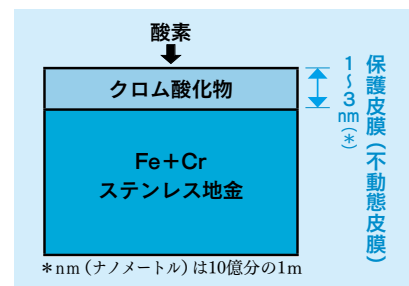 酸素
クロム酸化物
Fe＋Cr
ステンレス地金
1〜3nm（＊）
保護皮膜（不動態皮膜）
＊nm（ナノメートル）は10億分の1m